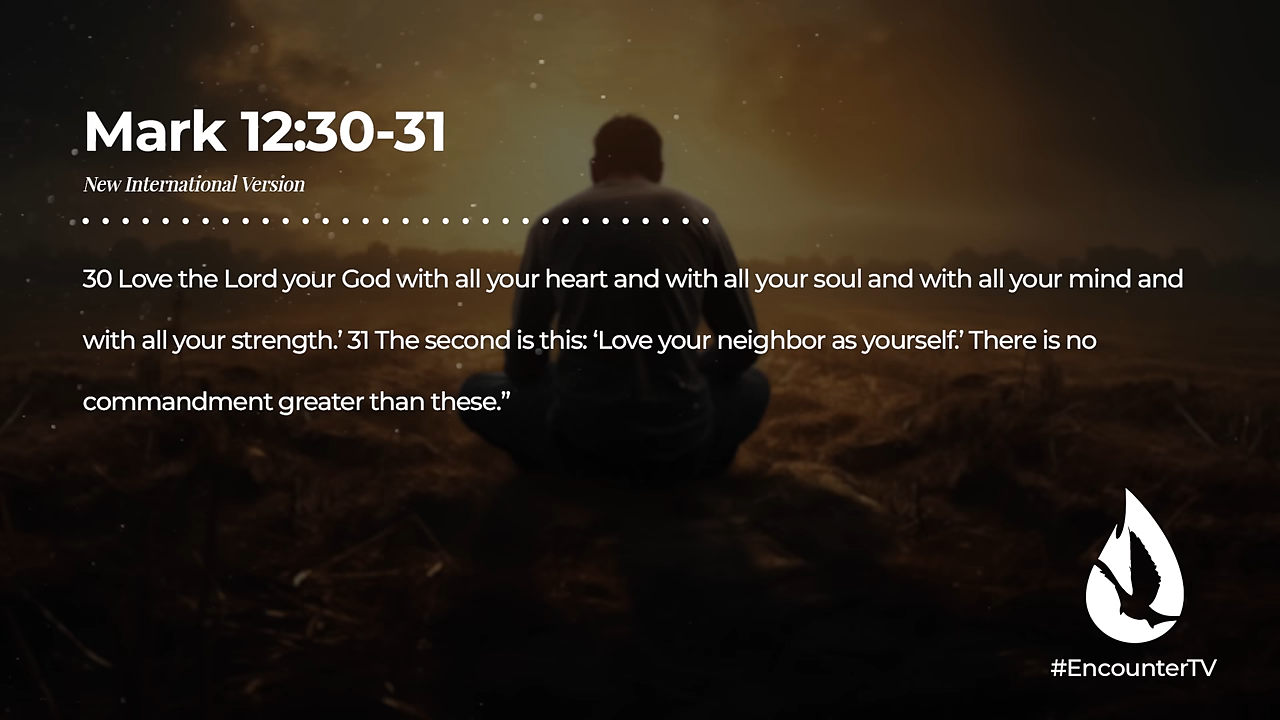 Mark 12:30-31
New International Version
30 Love the Lord your God with all your heart and with all your soul and with all your mind and
with all your strength.’ 31 The second is this: ‘Love your neighbor as yourself.’ There is no
commandment greater than these.”
#EncounterTV